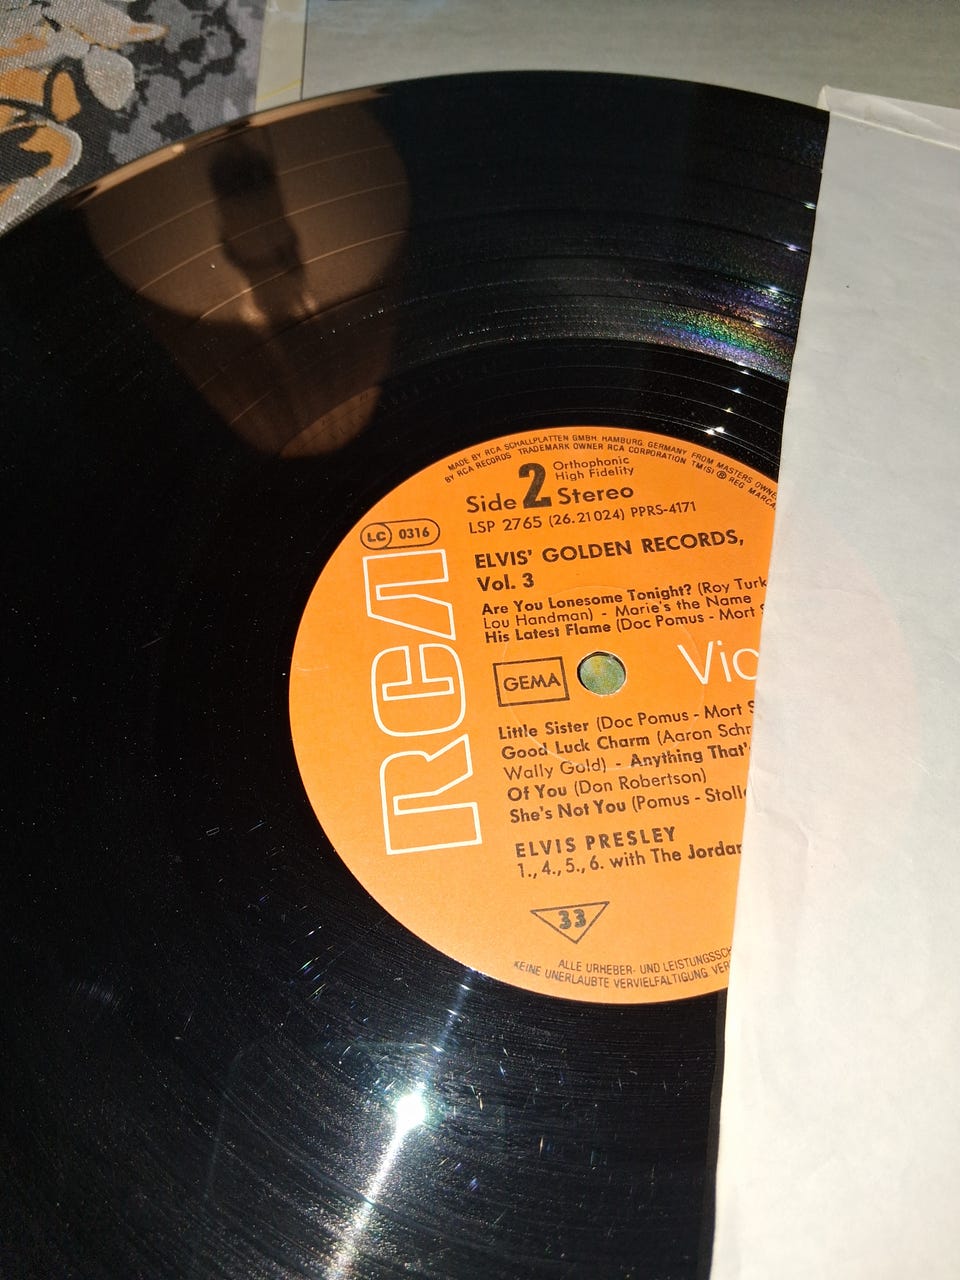 MADE BY RCA SCHALLPLATTEN GMBH. HAMBURG. GERMANY FROM MASTERS OWNE
BY RCA RECORDS TRADEMARK OWNER RCA CORPORATION TM(S) ® REG. MARCA
Side 2 Stereo
Orthophonic
High Fidelity
LSP 2765 (26.21024) PPRS-4171
LC 0316
RCA
ELVIS' GOLDEN RECORDS,
Vol. 3
Are You Lonesome Tonight? (Roy Turk
Lou Handman) - Marie's the Name
His Latest Flame (Doc Pomus - Mort S
GEMA
Vic
Little Sister (Doc Pomus - Mort S
Good Luck Charm (Aaron Schr
Wally Gold) - Anything That'
Of You (Don Robertson)
She's Not You (Pomus - Stolle
ELVIS PRESLEY
1., 4., 5., 6. with The Jordan
33
ALLE URHEBER- UND LEISTUNGSSCH
KEINE UNERLAUBTE VERVIELFÄLTIGUNG, VER